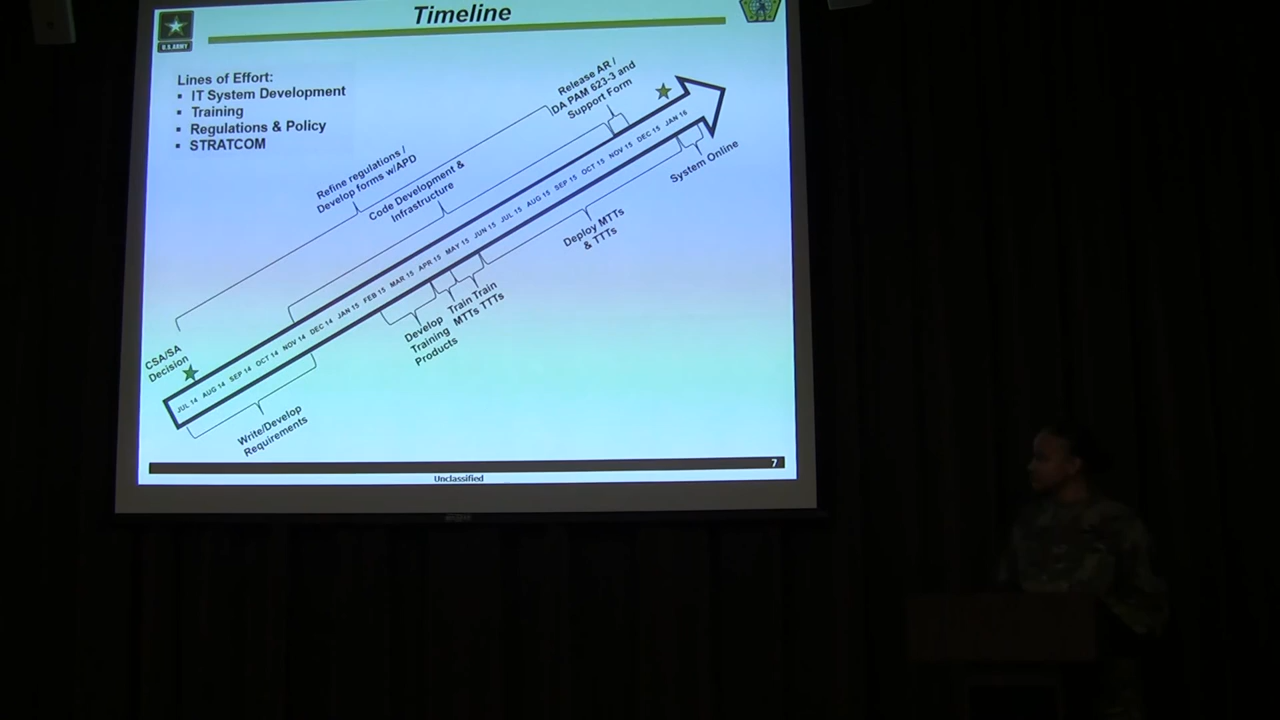 Timeline
U.S.ARMY
Lines of Effort:
▪ IT System Development
▪ Training
▪ Regulations & Policy
▪ STRATCOM
Release AR /
DA PAM 623-3 and
Support Form
Refine regulations /
Develop forms w/APD
Code Development &
Infrastructure
CSA/SA
Decision
JUL 14 AUG 14 SEP 14 OCT 14 NOV 14 DEC 14 JAN 15 FEB 15 MAR 15 APR 15 MAY 15 JUN 15 JUL 15 AUG 15 SEP 15 OCT 15 NOV 15 DEC 15 JAN 16
System Online
Deploy MTTs
& TTTs
Train
TTTs
Train
MTTs
Develop
Training
Products
Write/Develop
Requirements
7
Unclassified